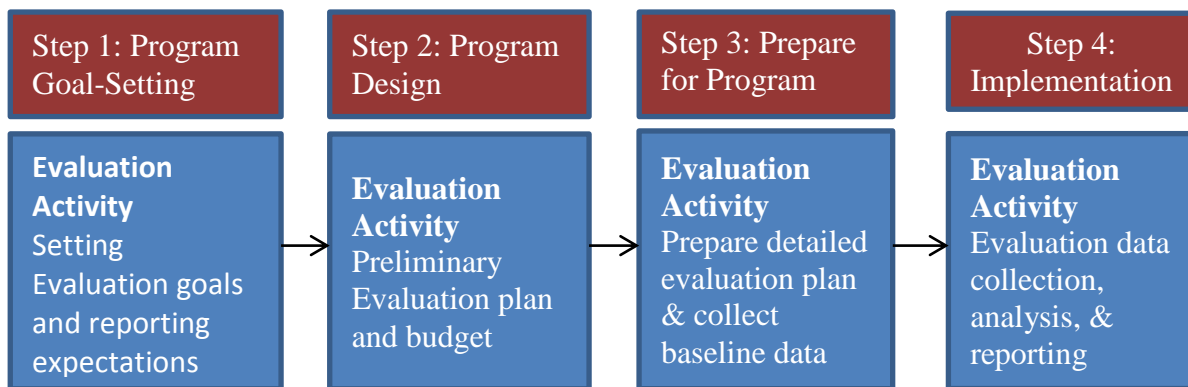 Step 1: Program
Goal-Setting
Step 2: Program
Design
Step 3: Prepare
for Program
Step 4:
Implementation
Evaluation
Activity
Setting
Evaluation goals
and reporting
expectations
Evaluation
Activity
Preliminary
Evaluation plan
and budget
Evaluation
Activity
Prepare detailed
evaluation plan
& collect
baseline data
Evaluation
Activity
Evaluation data
collection,
analysis, &
reporting